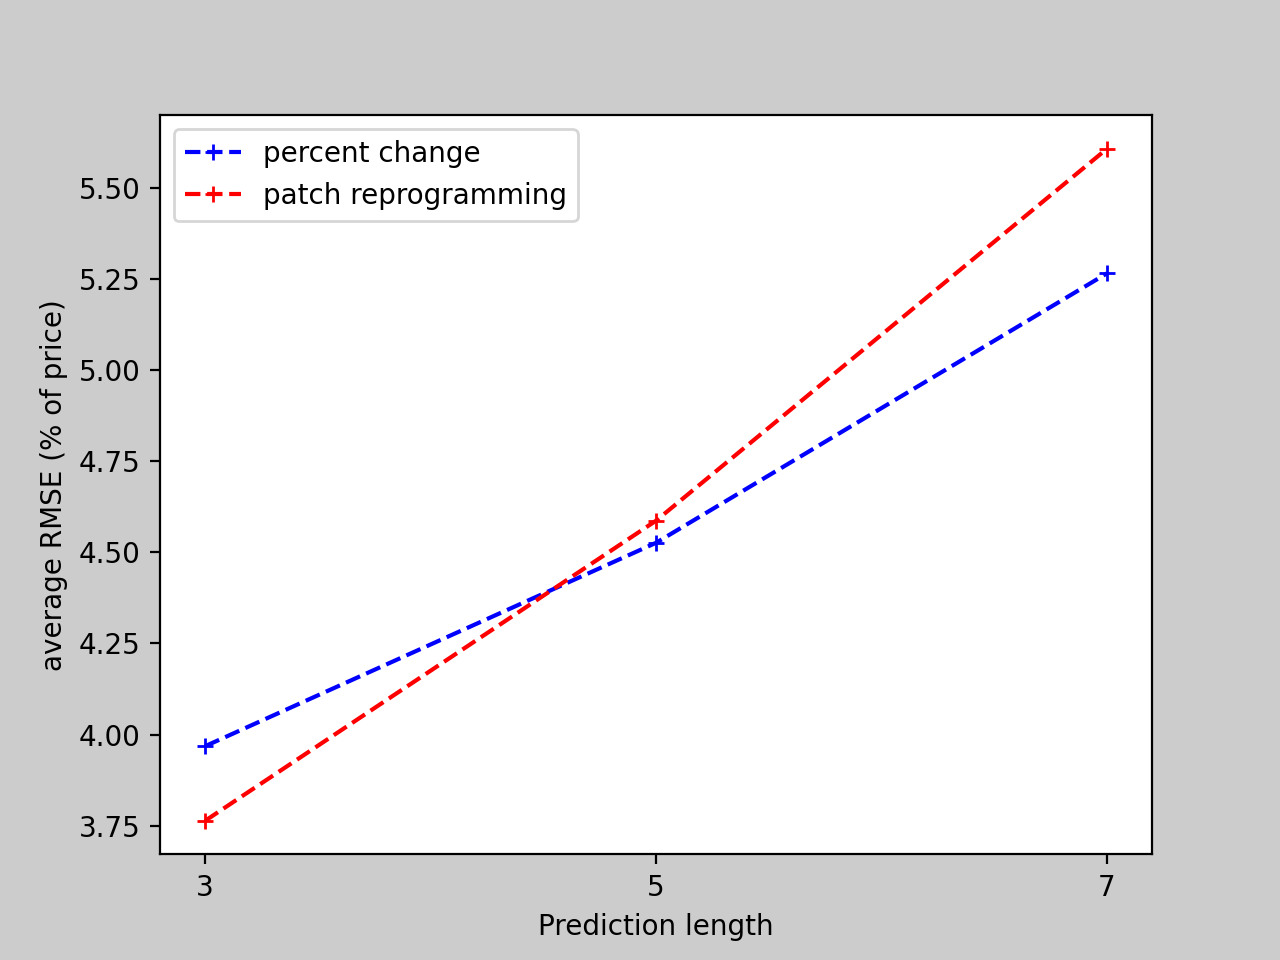 percent change
patch reprogramming
5.50
5.25
5.00
4.75
4.50
4.25
4.00
3.75
average RMSE (% of price)
3 5 7
Prediction length